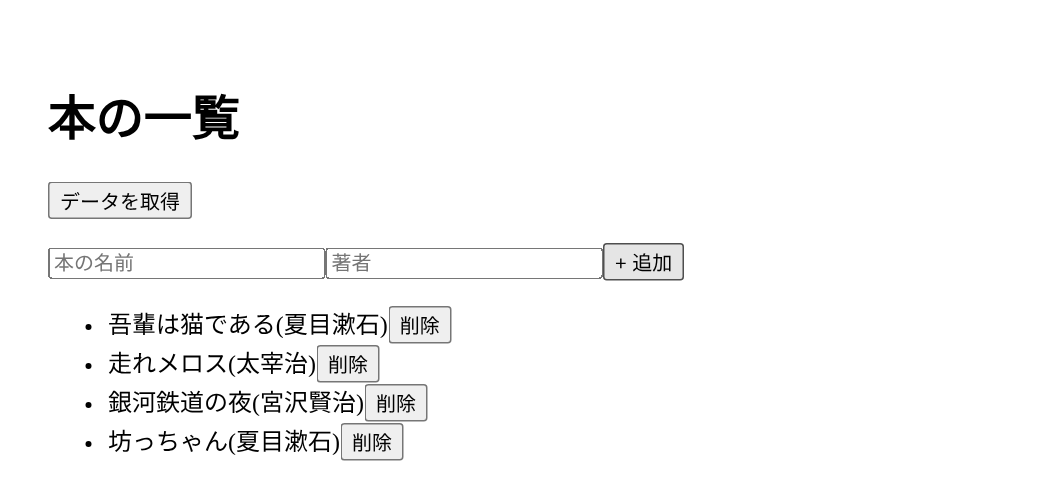 本の一覧
データを取得
本の名前 著者 + 追加
吾輩は猫である(夏目漱石) 削除
走れメロス(太宰治) 削除
銀河鉄道の夜(宮沢賢治) 削除
坊っちゃん(夏目漱石) 削除